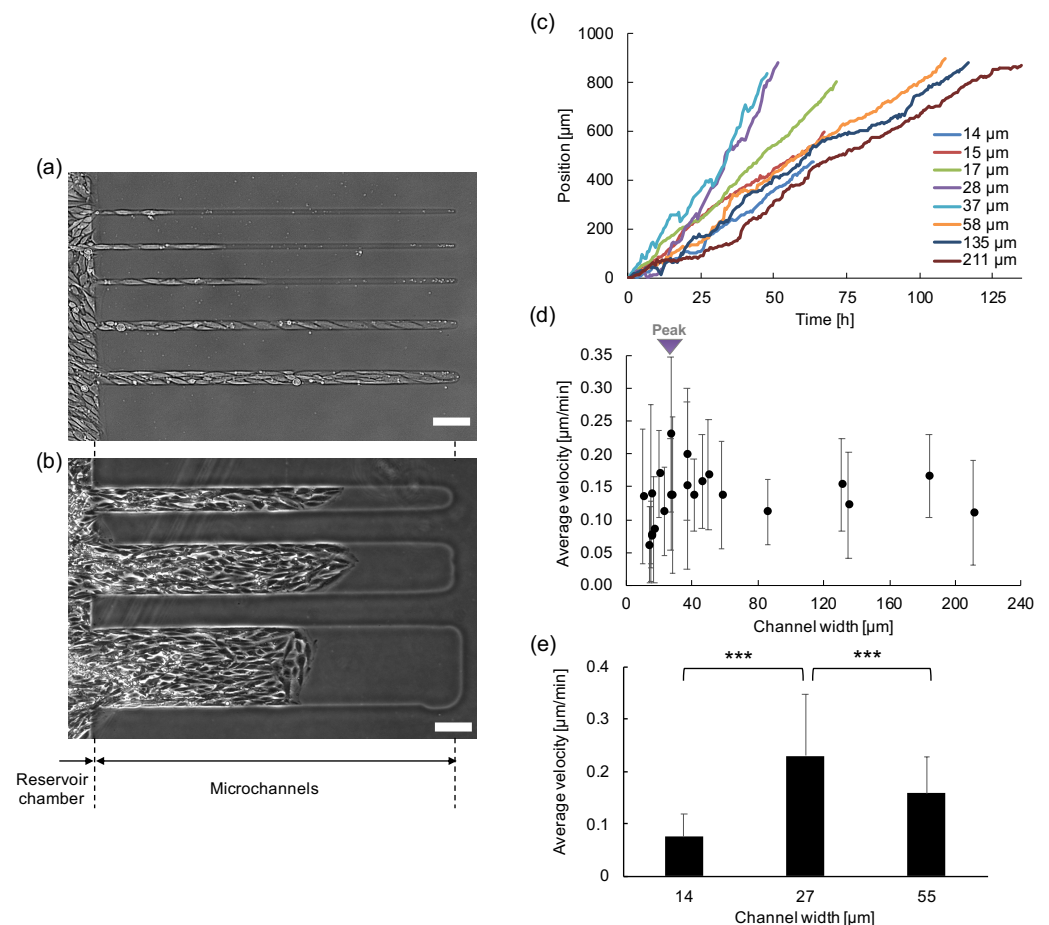 (a)
(b)
Reservoir
chamber
Microchannels
(c)
Position [µm]
1000
800
600
400
200
0
0 25 50 75 100 125
Time [h]
14 µm
15 µm
17 µm
28 µm
37 µm
58 µm
135 µm
211 µm
(d)
Peak
Average velocity [µm/min]
0.35
0.30
0.25
0.20
0.15
0.10
0.05
0.00
0 40 80 120 160 200 240
Channel width [µm]
(e)
*** ***
Average velocity [µm/min]
0.4
0.3
0.2
0.1
0
14 27 55
Channel width [µm]